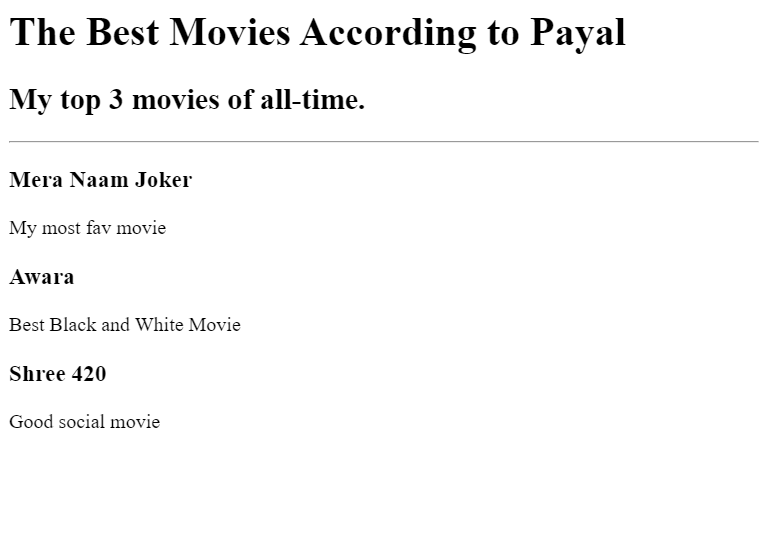 The Best Movies According to Payal
My top 3 movies of all-time.
Mera Naam Joker
My most fav movie
Awara
Best Black and White Movie
Shree 420
Good social movie